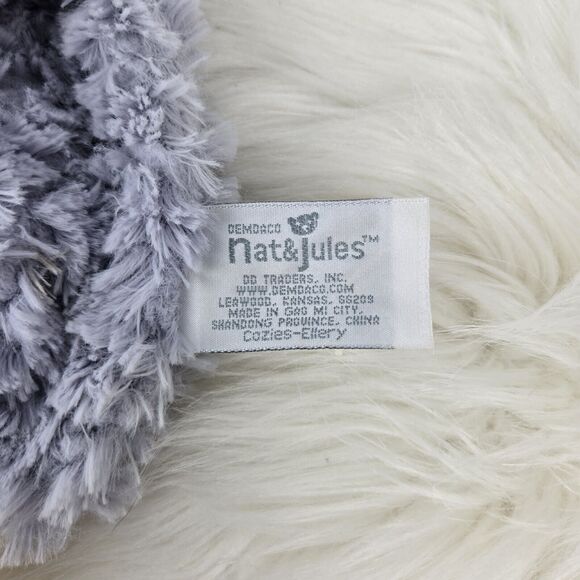 DEMDACO
nat&Jules™
DD TRADERS, INC.
WWW.DEMDACO.COM
LEAWOOD, KANSAS, 66209
MADE IN GAO MI CITY,
SHANDONG PROVINCE, CHINA
Cozies-Ellery